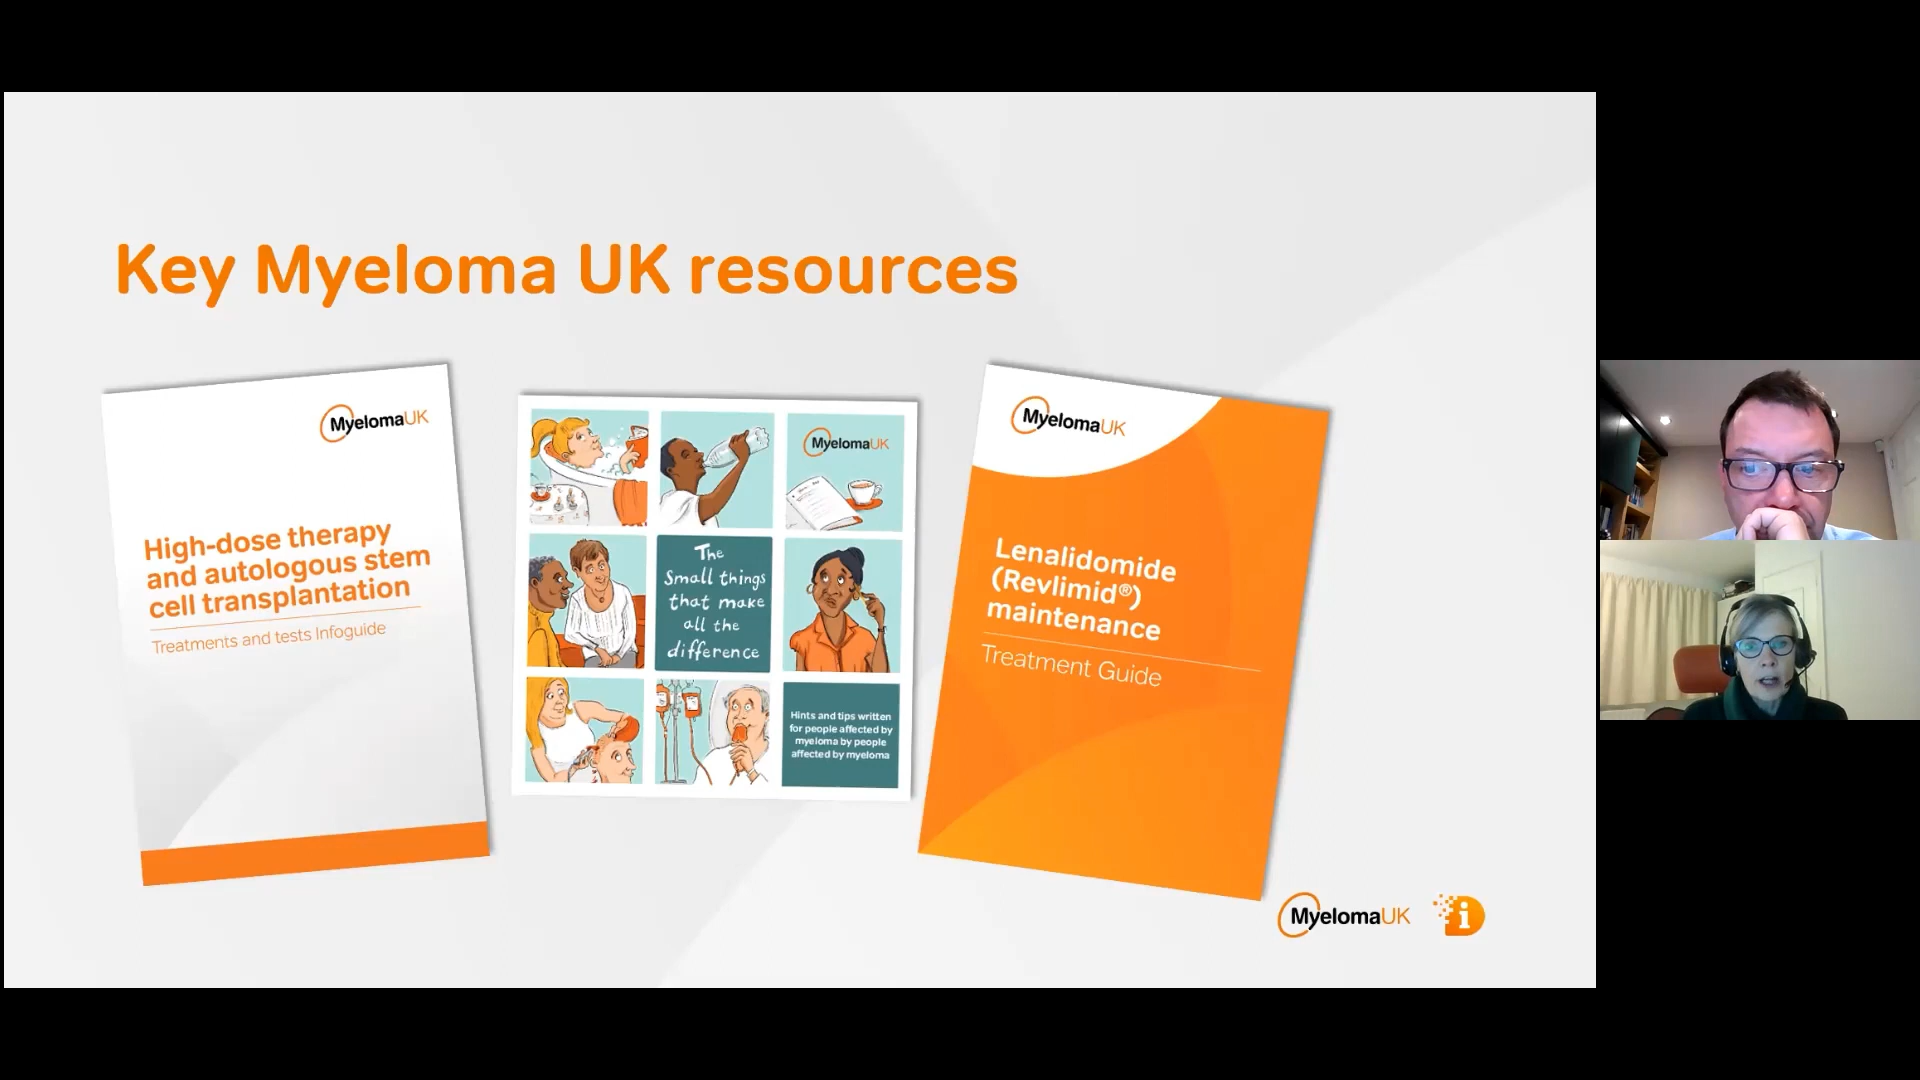 Key Myeloma UK resources
MyelomaUK
High-dose therapy
and autologous stem
cell transplantation
Treatments and tests Infoguide
MyelomaUK
The
small things
that make
all the
difference
Hints and tips written
for people affected by
myeloma by people
affected by myeloma
MyelomaUK
Lenalidomide
(Revlimid®)
maintenance
Treatment Guide
MyelomaUK
i